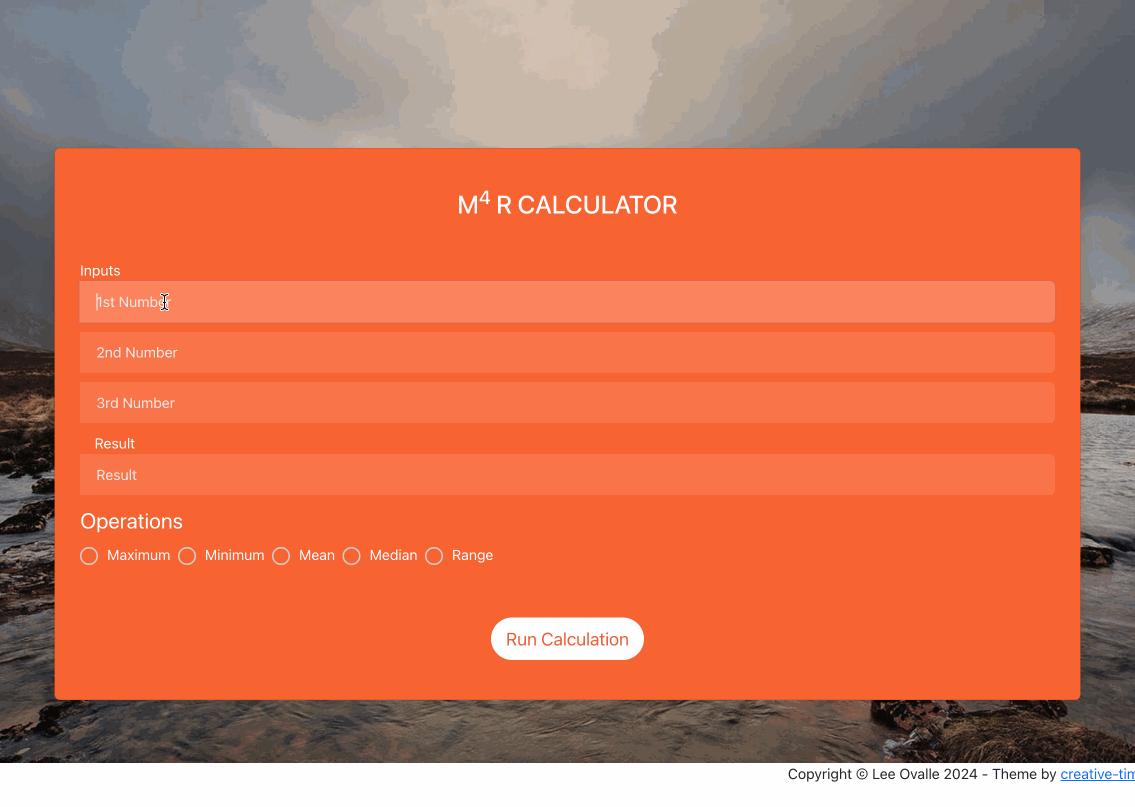 M⁴ R CALCULATOR
Inputs
1st Number
2nd Number
3rd Number
Result
Result
Operations
Maximum Minimum Mean Median Range
Run Calculation
Copyright © Lee Ovalle 2024 - Theme by creative-tim